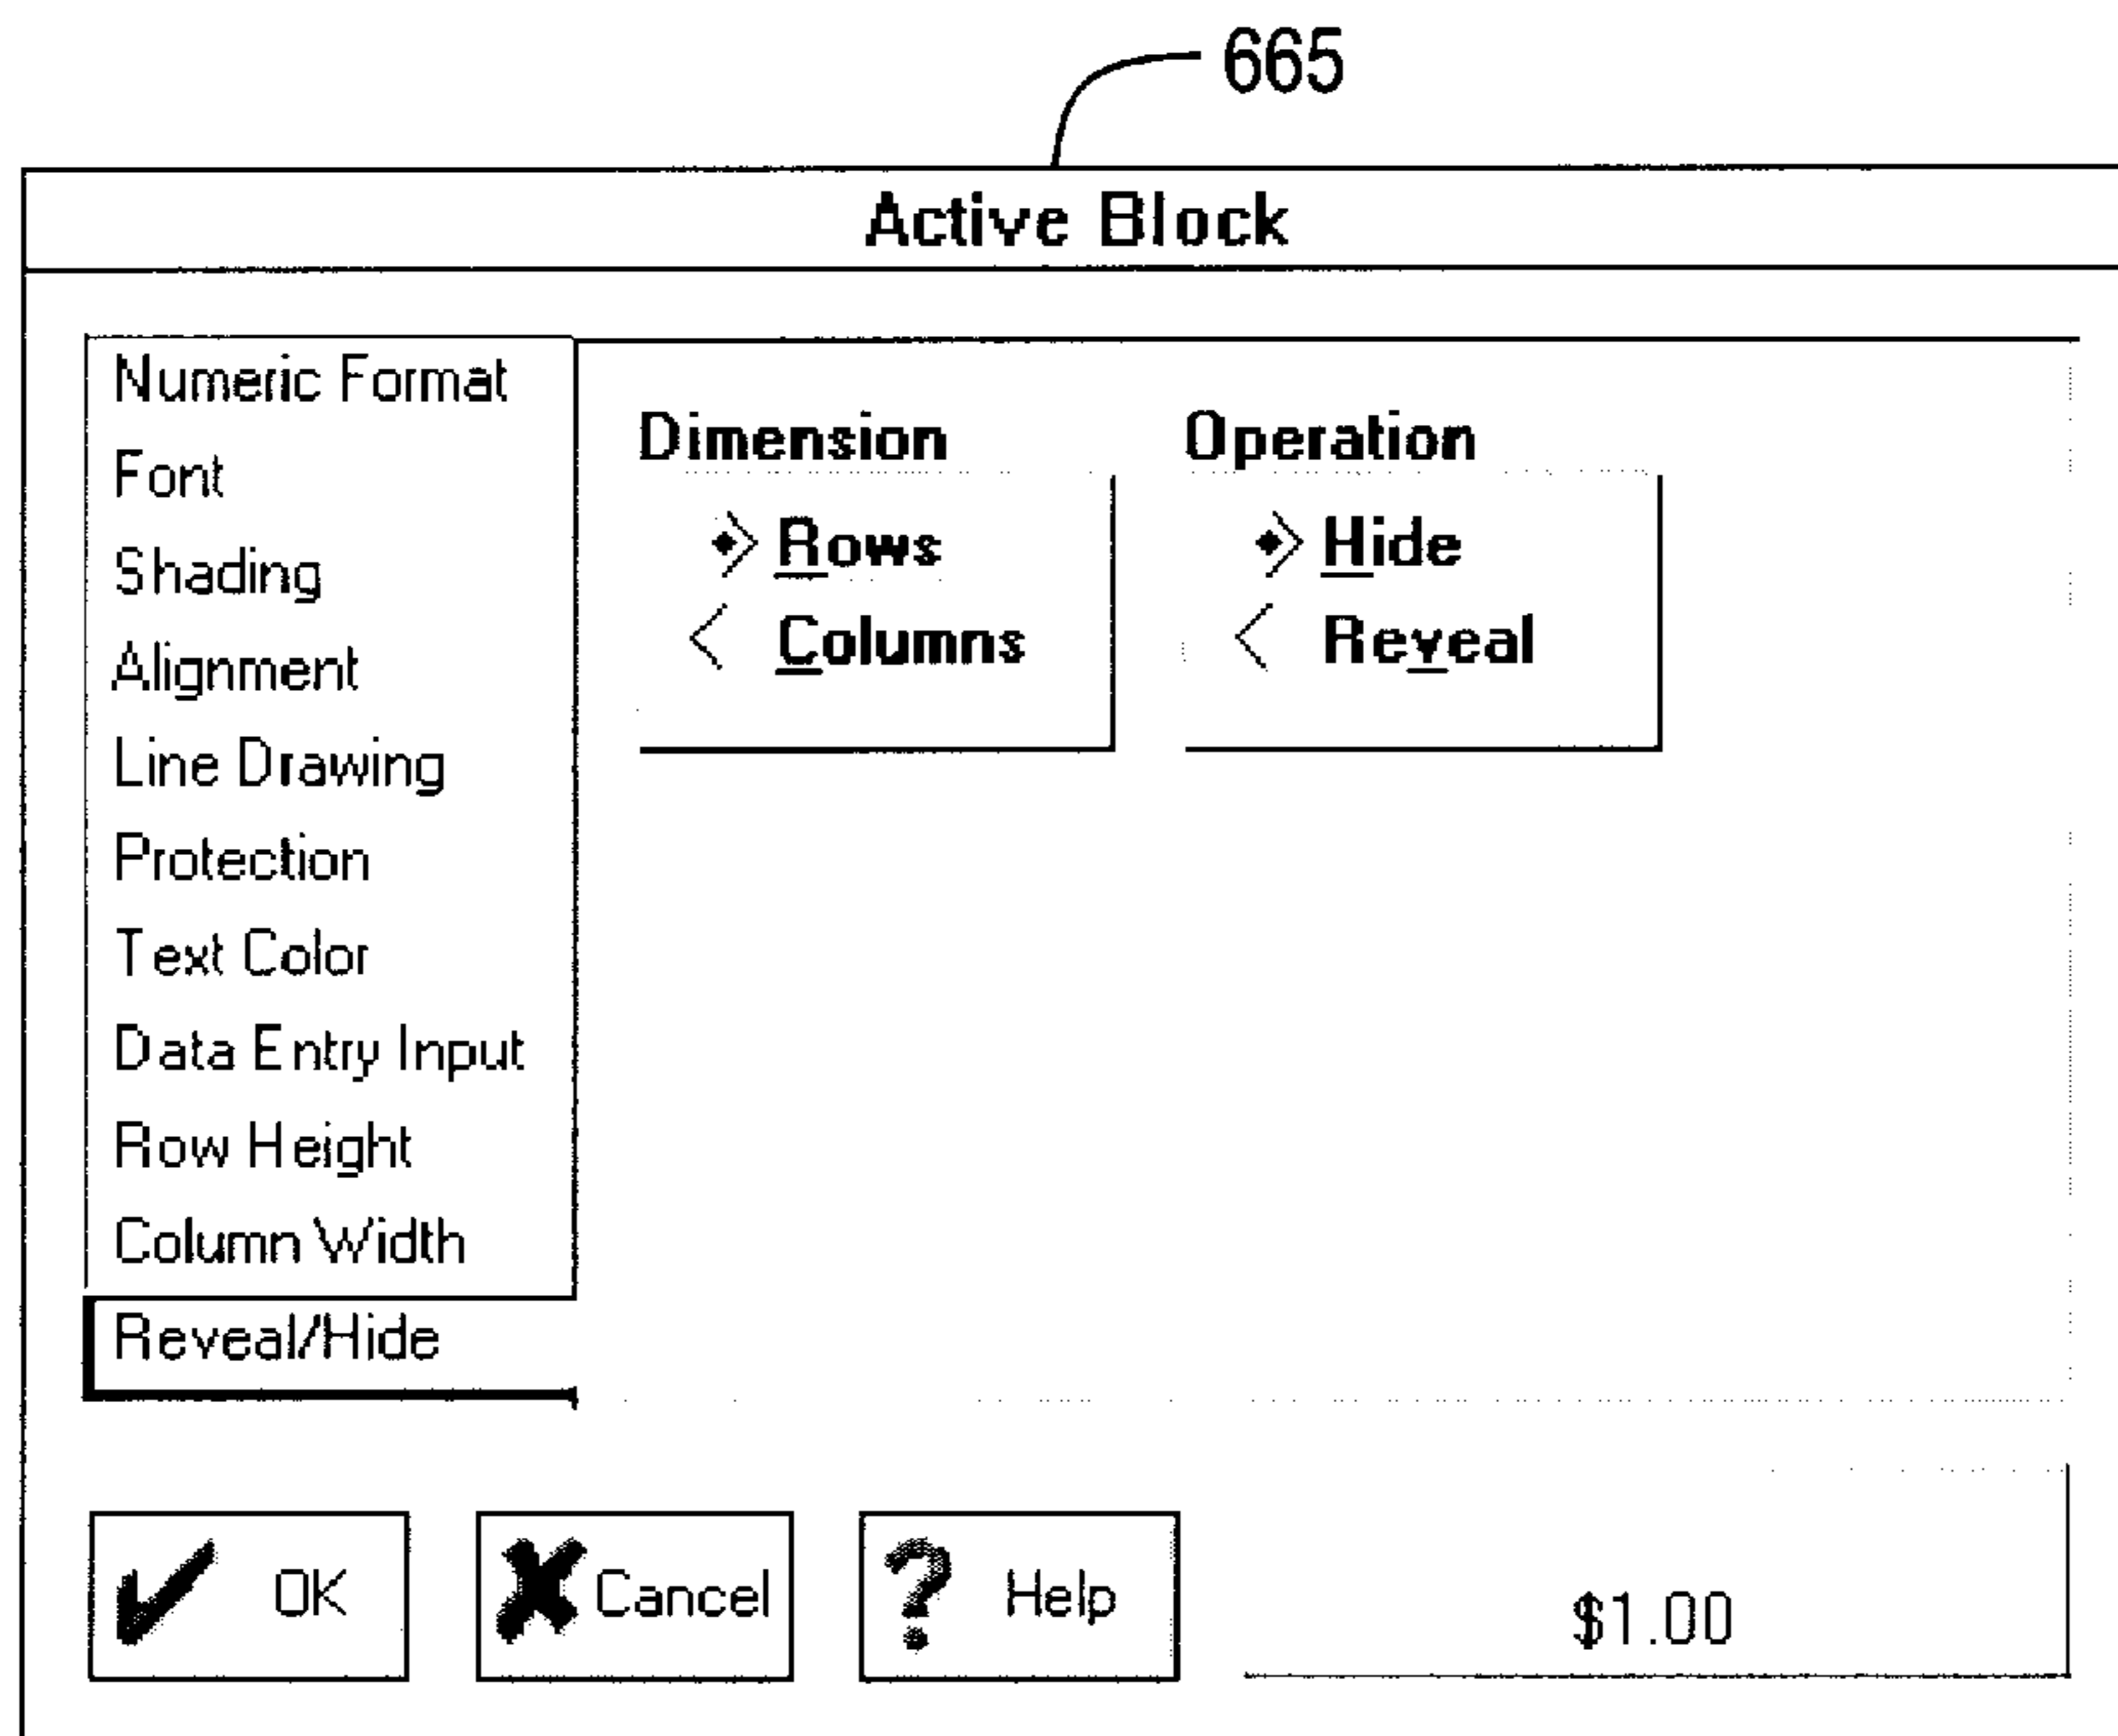 665
Active Block
Numeric Format
Font
Shading
Alignment
Line Drawing
Protection
Text Color
Data Entry Input
Row Height
Column Width
Reveal/Hide
Dimension
Rows
Columns
Operation
Hide
Reveal
OK
Cancel
Help
$1.00